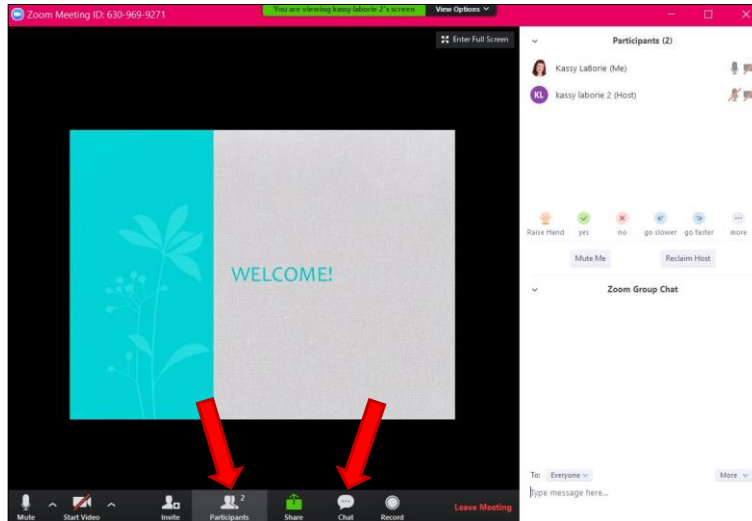 Zoom Meeting ID: 630-969-9271
You are viewing kassy laborie 2's screen
View Options
Enter Full Screen
WELCOME!
Participants (2)
Kassy LaBorie (Me)
KL
kassy laborie 2 (Host)
Raise Hand
yes
no
go slower
go faster
more
Mute Me
Reclaim Host
Zoom Group Chat
To: Everyone
More
Type message here...
Mute
Start Video
Invite
Participants
2
Share
Chat
Record
Leave Meeting